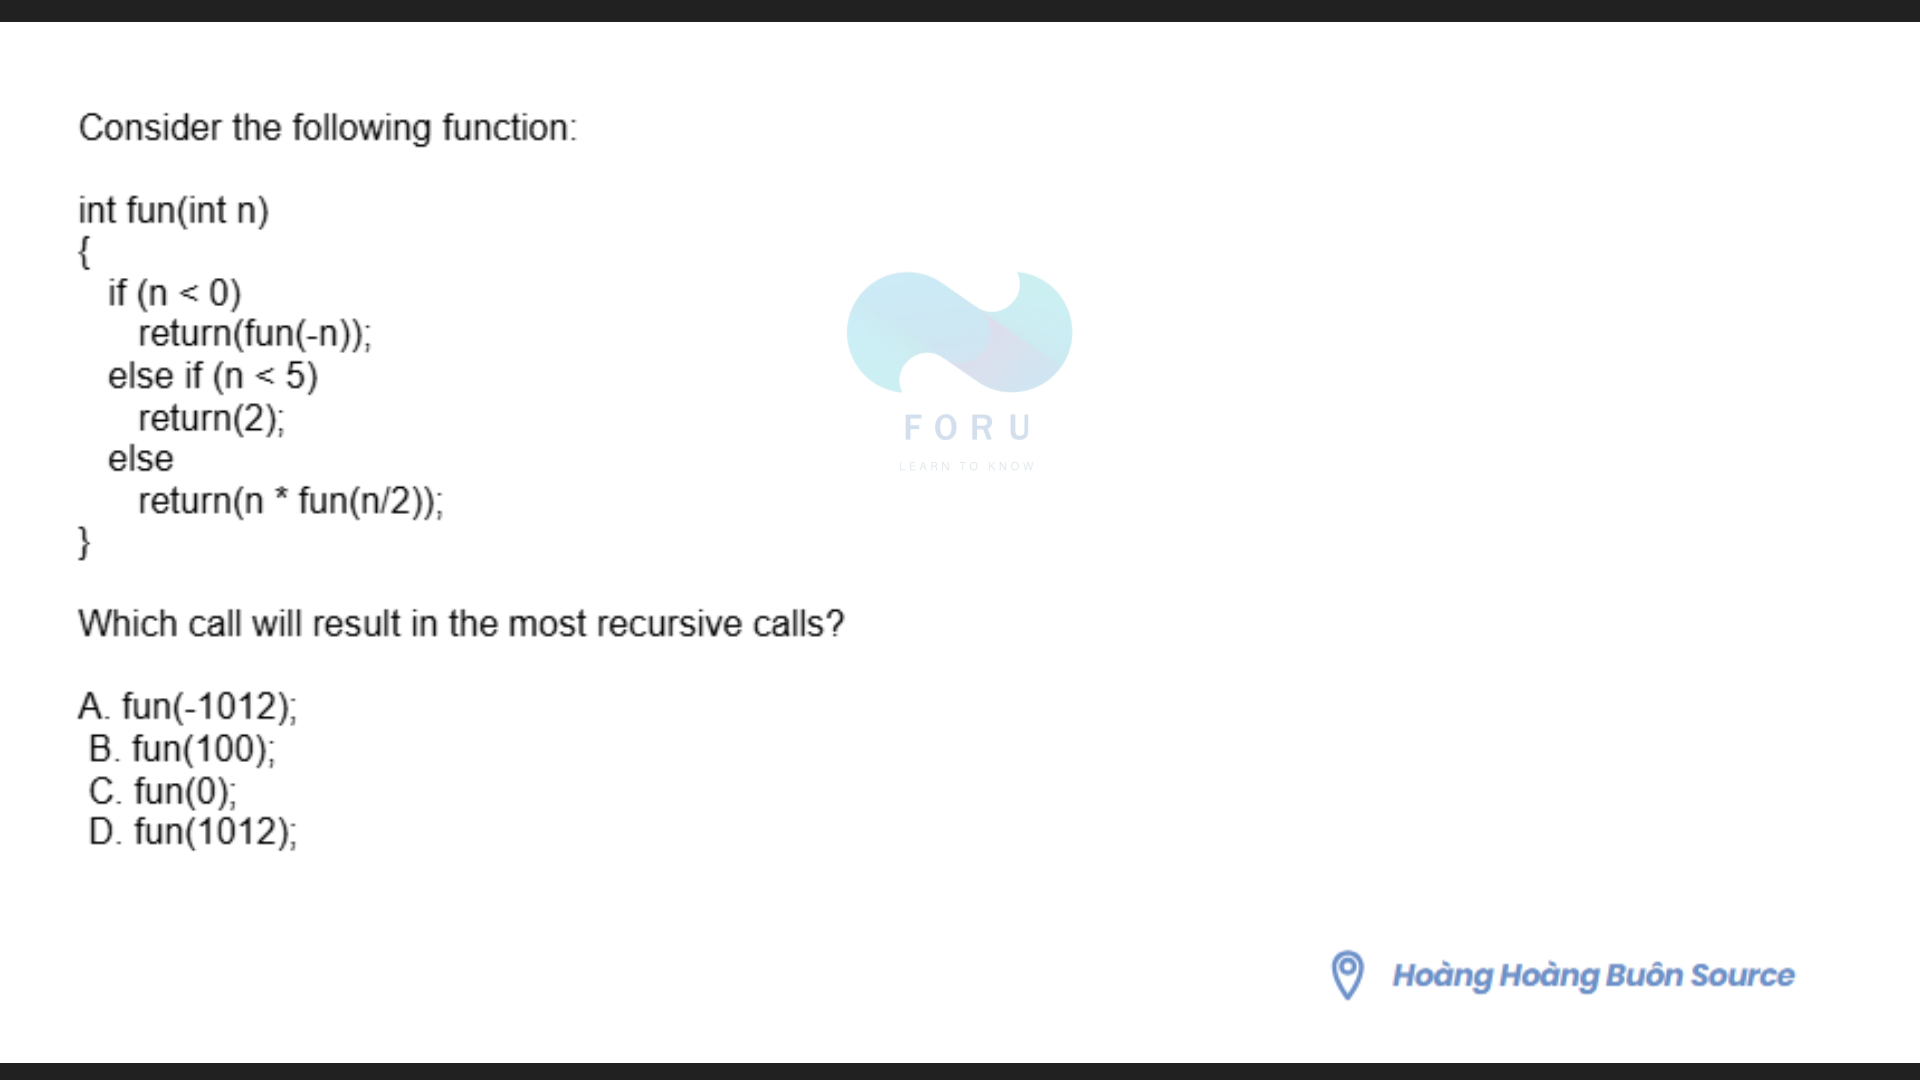 Consider the following function:
int fun(int n)
{
if (n < 0)
return(fun(-n));
else if (n < 5)
return(2);
else
return(n * fun(n/2));
}
Which call will result in the most recursive calls?
A. fun(-1012);
B. fun(100);
C. fun(0);
D. fun(1012);
FORU
LEARN TO KNOW
Hoàng Hoàng Buôn Source